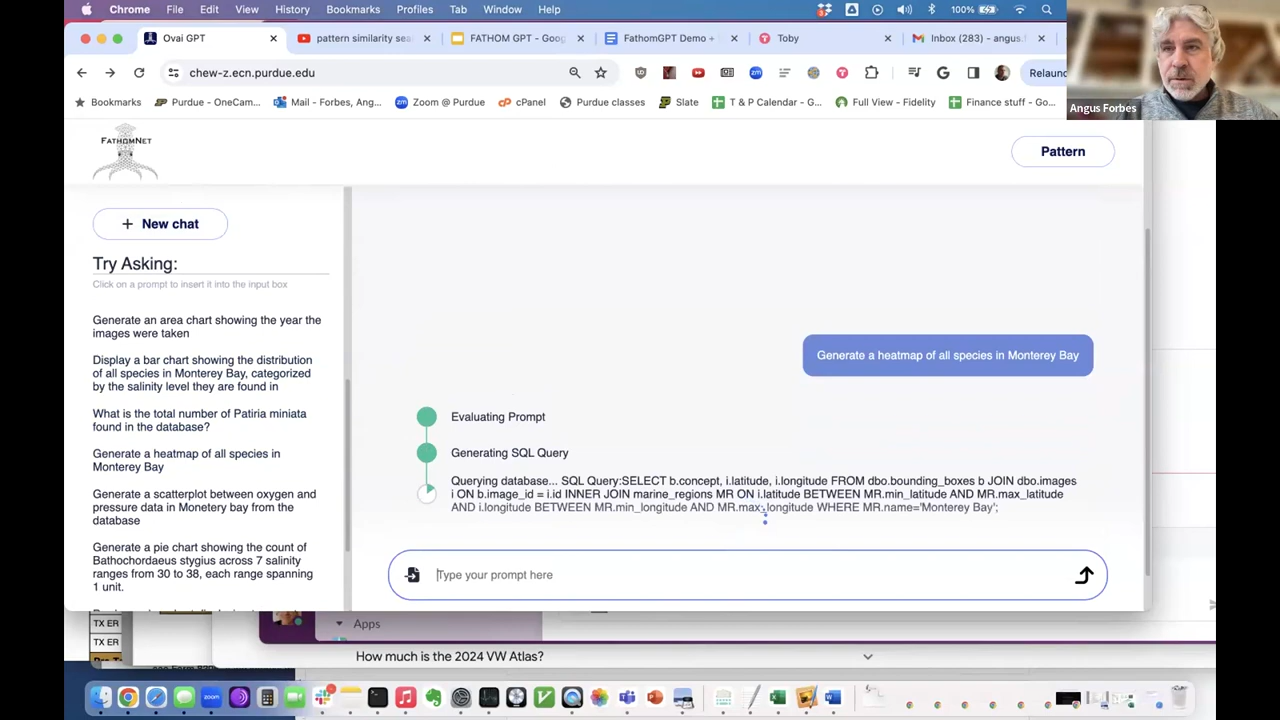 Chrome File Edit View History Bookmarks Profiles Tab Window Help 100%
Ovai GPT
pattern similarity sea
FATHOM GPT - Goog
FathomGPT Demo +
Toby
Inbox (283) - angus.
chew-z.ecn.purdue.edu
Relaun
Angus Forbes
Bookmarks
Purdue - OneCam...
Mail - Forbes, Ang...
Zoom @ Purdue
cPanel
Purdue classes
Slate
T & P Calendar - G...
Full View - Fidelity
Finance stuff - Go...
FATHOMNET
Pattern
+ New chat
Try Asking:
Click on a prompt to insert it into the input box
Generate an area chart showing the year the
images were taken
Display a bar chart showing the distribution
of all species in Monterey Bay, categorized
by the salinity level they are found in
What is the total number of Patiria miniata
found in the database?
Generate a heatmap of all species in
Monterey Bay
Generate a scatterplot between oxygen and
pressure data in Monetery bay from the
database
Generate a pie chart showing the count of
Bathochordaeus stygius across 7 salinity
ranges from 30 to 38, each range spanning
1 unit.
Generate a heatmap of all species in Monterey Bay
Evaluating Prompt
Generating SQL Query
Querying database... SQL Query:SELECT b.concept, i.latitude, i.longitude FROM dbo.bounding_boxes b JOIN dbo.images
i ON b.image_id = i.id INNER JOIN marine_regions MR ON i.latitude BETWEEN MR.min_latitude AND MR.max_latitude
AND i.longitude BETWEEN MR.min_longitude AND MR.max_longitude WHERE MR.name='Monterey Bay';
Type your prompt here
TX ER
Apps
TX ER
How much is the 2024 VW Atlas?